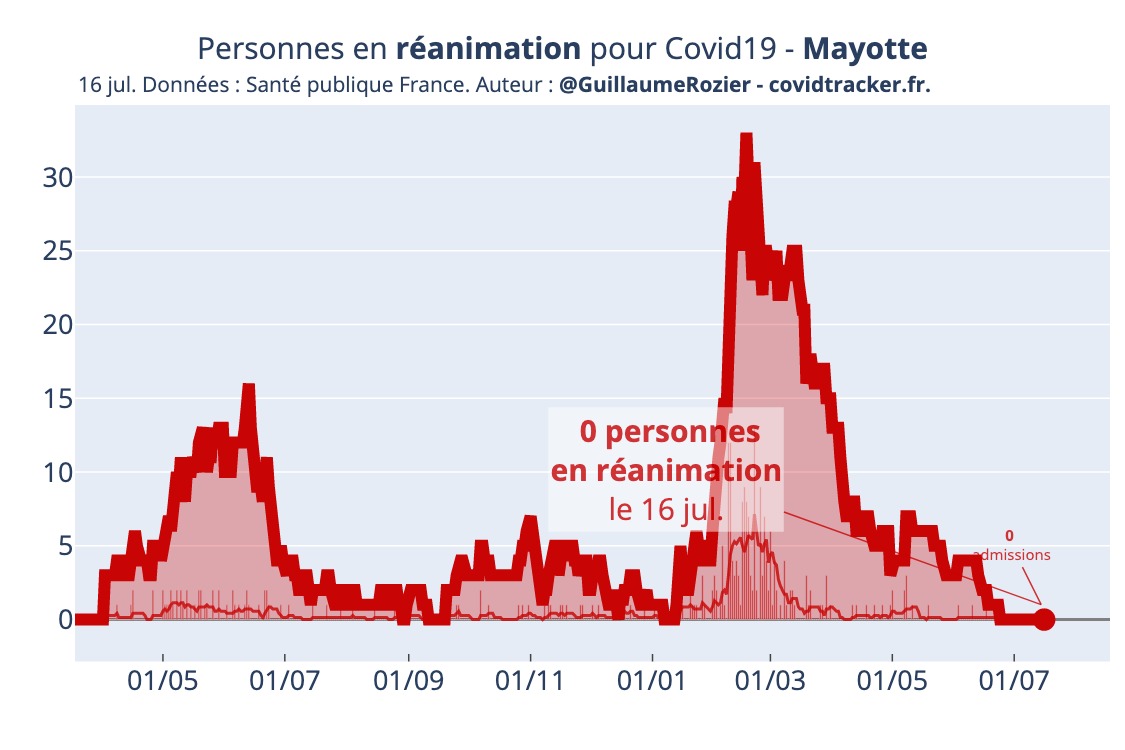 Personnes en réanimation pour Covid19 - Mayotte
16 jul. Données : Santé publique France. Auteur : @GuillaumeRozier - covidtracker.fr.
30
25
20
15
10
5
0
0 personnes
en réanimation
le 16 jul.
0
admissions
01/05 01/07 01/09 01/11 01/01 01/03 01/05 01/07